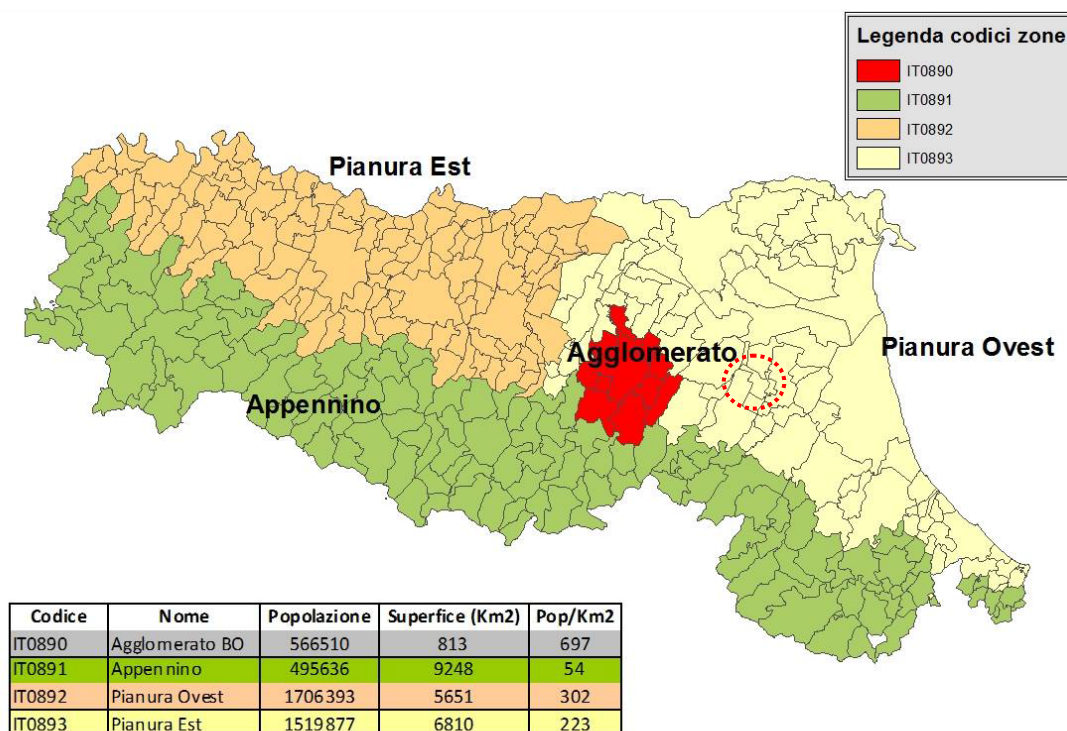 Legenda codici zone
IT0890
IT0891
IT0892
IT0893
Pianura Est
Agglomerato
Pianura Ovest
Appennino
Codice Nome Popolazione Superfice (Km2) Pop/Km2
IT0890 Agglomerato BO 566510 813 697
IT0891 Appennino 495636 9248 54
IT0892 Pianura Ovest 1706393 5651 302
IT0893 Pianura Est 1519877 6810 223